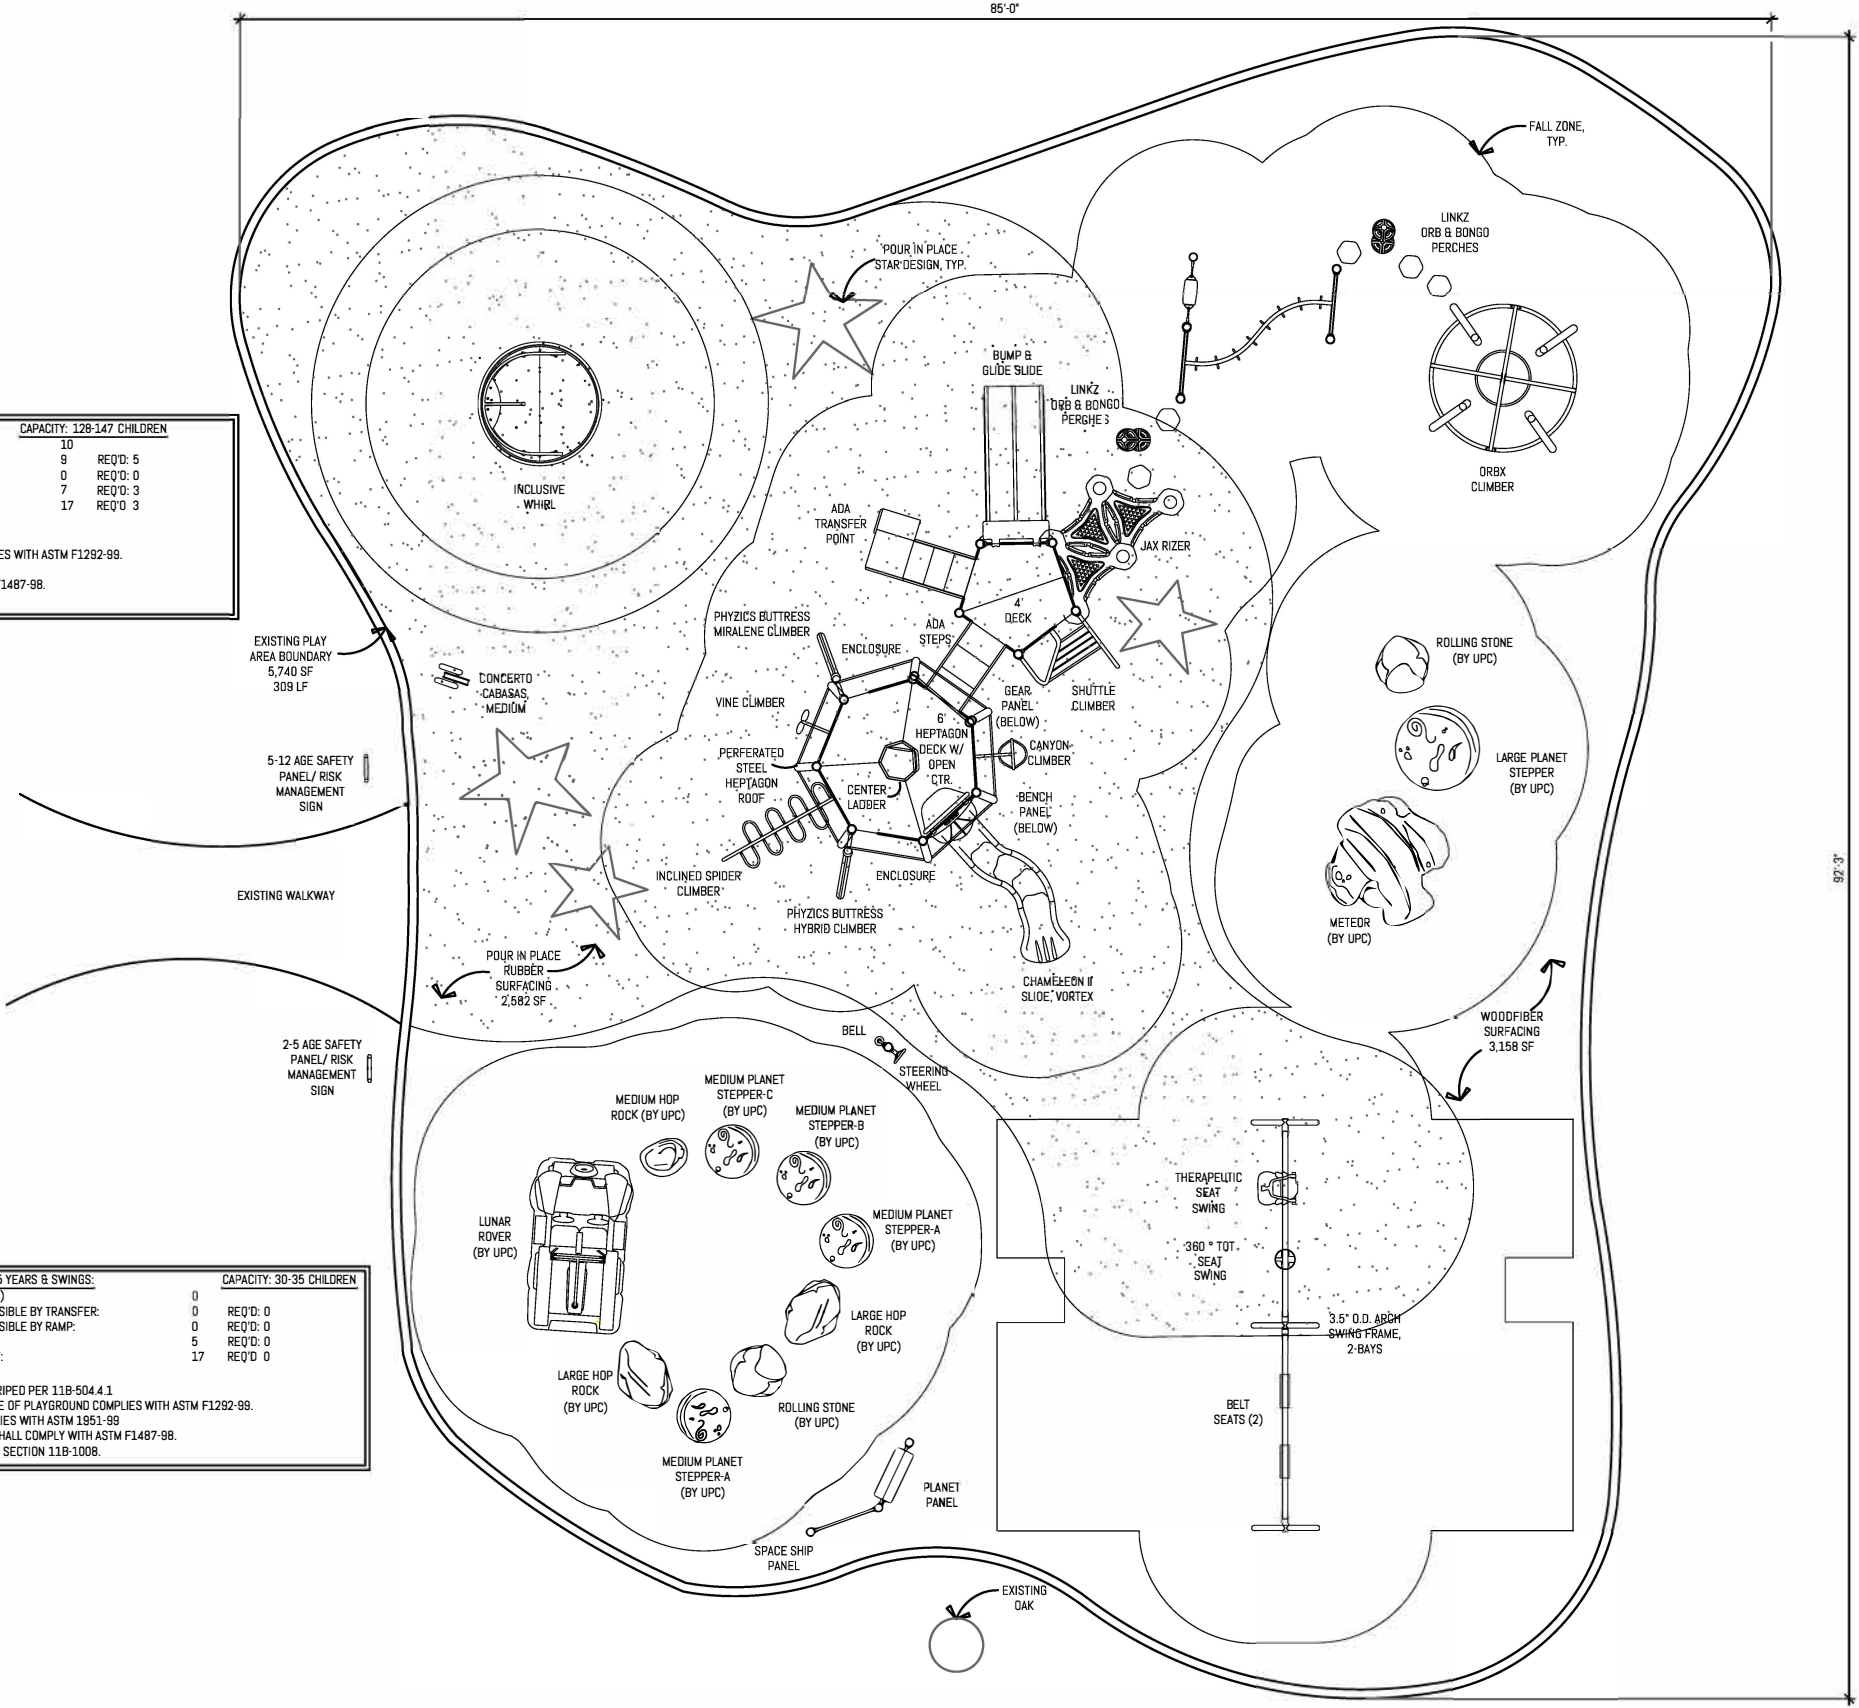 85'-0"
FALL ZONE,
TYP.
LINKZ
ORB & BONGO
PERCHES
POUR IN PLACE
STAR DESIGN, TYP.
BUMP &
GLIDE SLIDE
LINKZ
ORB & BONGO
PERCHES
CAPACITY: 128-147 CHILDREN
10
9 REQ'D: 5
0 REQ'D: 0
7 REQ'D: 3
17 REQ'D 3
ES WITH ASTM F1292-99.
F1487-98.
INCLUSIVE
WHIRL
ORBX
CLIMBER
ADA
TRANSFER
POINT
JAX RIZER
4'
DECK
PHYZICS BUTTRESS
MIRALENE CLIMBER
ADA
STEPS
ENCLOSURE
EXISTING PLAY
AREA BOUNDARY
5,740 SF
309 LF
ROLLING STONE
(BY UPC)
CONCERTO
CABASAS,
MEDIUM
VINE CLIMBER
GEAR
PANEL
(BELOW)
SHUTTLE
CLIMBER
6'
HEPTAGON
DECK W/
OPEN
CTR.
CANYON
CLIMBER
PERFERATED
STEEL
HEPTAGON
ROOF
CENTER
LADDER
5-12 AGE SAFETY
PANEL/ RISK
MANAGEMENT
SIGN
LARGE PLANET
STEPPER
(BY UPC)
BENCH
PANEL
(BELOW)
INCLINED SPIDER
CLIMBER
ENCLOSURE
92'-3"
EXISTING WALKWAY
PHYZICS BUTTRESS
HYBRID CLIMBER
METEOR
(BY UPC)
POUR IN PLACE
RUBBER
SURFACING
2,582 SF
CHAMELEON II
SLIDE, VORTEX
WOODFIBER
SURFACING
3,158 SF
2-5 AGE SAFETY
PANEL/ RISK
MANAGEMENT
SIGN
BELL
STEERING
WHEEL
MEDIUM HOP
ROCK (BY UPC)
MEDIUM PLANET
STEPPER-C
(BY UPC)
MEDIUM PLANET
STEPPER-B
(BY UPC)
MEDIUM PLANET
STEPPER-A
(BY UPC)
LUNAR
ROVER
(BY UPC)
THERAPEUTIC
SEAT
SWING
360 ° TOT
SEAT
SWING
5 YEARS & SWINGS: CAPACITY: 30-35 CHILDREN
) 0
SIBLE BY TRANSFER: 0 REQ'D: 0
SIBLE BY RAMP: 0 REQ'D: 0
5 REQ'D: 0
: 17 REQ'D 0
RIPED PER 11B-504.4.1
E OF PLAYGROUND COMPLIES WITH ASTM F1292-99.
IES WITH ASTM 1951-99
HALL COMPLY WITH ASTM F1487-98.
SECTION 11B-1008.
LARGE HOP
ROCK
(BY UPC)
3.5" O.D. ARCH
SWING FRAME,
2-BAYS
LARGE HOP
ROCK
(BY UPC)
ROLLING STONE
(BY UPC)
BELT
SEATS (2)
MEDIUM PLANET
STEPPER-A
(BY UPC)
PLANET
PANEL
SPACE SHIP
PANEL
EXISTING
OAK